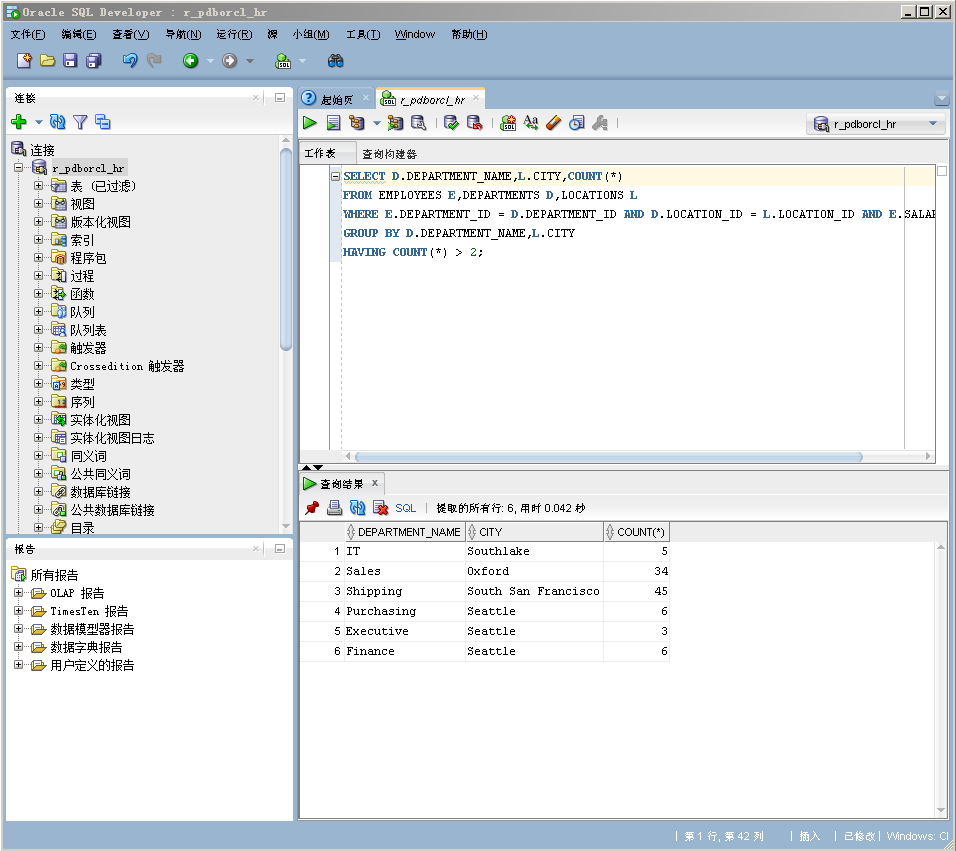 Oracle SQL Developer : r_pdborcl_hr
文件(F) 编辑(E) 查看(V) 导航(N) 运行(R) 源 小组(M) 工具(T) Window 帮助(H)
连接
连接
r_pdborcl_hr
表 (已过滤)
视图
版本化视图
索引
程序包
过程
函数
队列
队列表
触发器
Crossedition 触发器
类型
序列
实体化视图
实体化视图日志
同义词
公共同义词
数据库链接
公共数据库链接
目录
报告
所有报告
OLAP 报告
TimesTen 报告
数据模型器报告
数据字典报告
用户定义的报告
起始页 r_pdborcl_hr
r_pdborcl_hr
工作表 查询构建器
SELECT D.DEPARTMENT_NAME,L.CITY,COUNT(*)
FROM EMPLOYEES E,DEPARTMENTS D,LOCATIONS L
WHERE E.DEPARTMENT_ID = D.DEPARTMENT_ID AND D.LOCATION_ID = L.LOCATION_ID AND E.SALAR
GROUP BY D.DEPARTMENT_NAME,L.CITY
HAVING COUNT(*) > 2;
查询结果
SQL 提取的所有行: 6, 用时 0.042 秒
DEPARTMENT_NAME CITY COUNT(*)
1 IT Southlake 5
2 Sales Oxford 34
3 Shipping South San Francisco 45
4 Purchasing Seattle 6
5 Executive Seattle 3
6 Finance Seattle 6
第 1 行, 第 42 列 插入 已修改 Windows: Cl